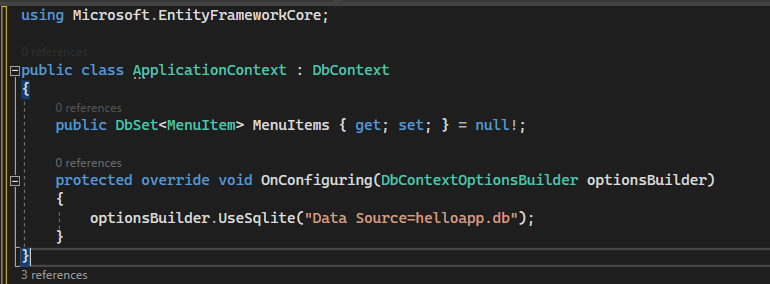 using Microsoft.EntityFrameworkCore;
0 references
public class ApplicationContext : DbContext
{
0 references
public DbSet<MenuItem> MenuItems { get; set; } = null!;
0 references
protected override void OnConfiguring(DbContextOptionsBuilder optionsBuilder)
{
optionsBuilder.UseSqlite("Data Source=helloapp.db");
}
}
3 references